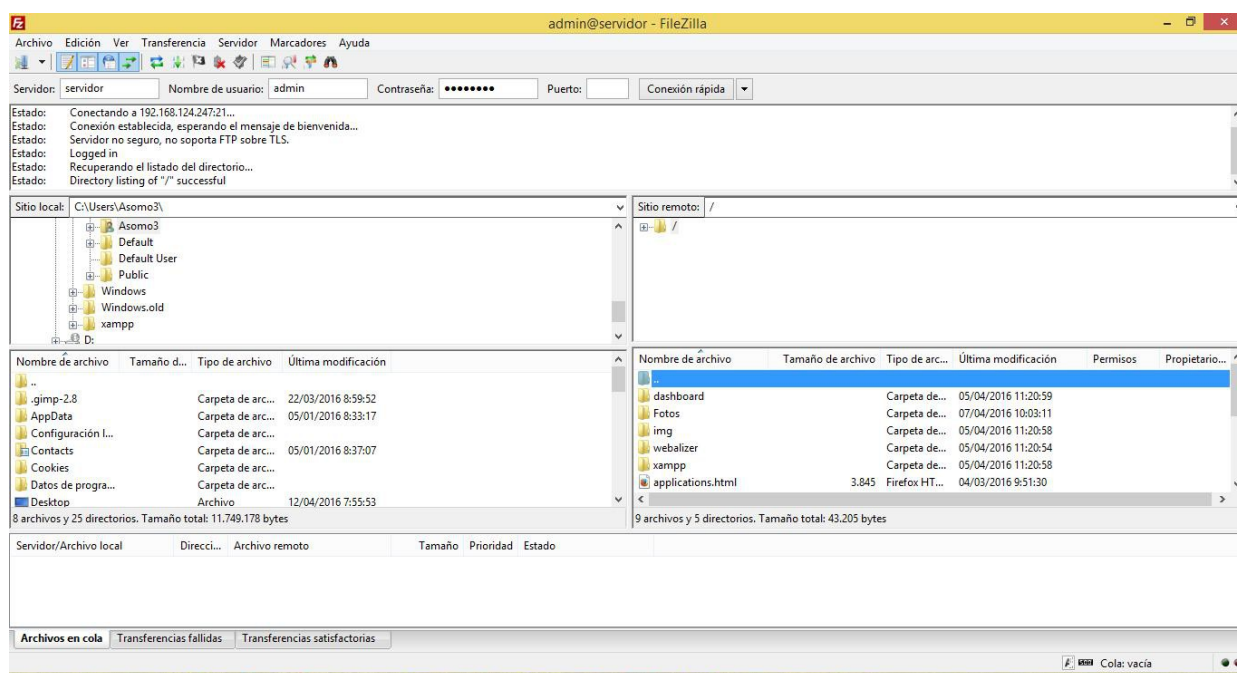 admin@servidor - FileZilla
Archivo Edición Ver Transferencia Servidor Marcadores Ayuda
Servidor: servidor Nombre de usuario: admin Contraseña: ●●●●●●●● Puerto: Conexión rápida
Estado: Conectando a 192.168.124.247:21...
Estado: Conexión establecida, esperando el mensaje de bienvenida...
Estado: Servidor no seguro, no soporta FTP sobre TLS.
Estado: Logged in
Estado: Recuperando el listado del directorio...
Estado: Directory listing of "/" successful
Sitio local: C:\Users\Asomo3\
Asomo3
Default
Default User
Public
Windows
Windows.old
xampp
D:
Sitio remoto: /
/
Nombre de archivo Tamaño d... Tipo de archivo Última modificación
..
.gimp-2.8 Carpeta de arc... 22/03/2016 8:59:52
AppData Carpeta de arc... 05/01/2016 8:33:17
Configuración l... Carpeta de arc...
Contacts Carpeta de arc... 05/01/2016 8:37:07
Cookies Carpeta de arc...
Datos de progra... Carpeta de arc...
Desktop Archivo 12/04/2016 7:55:53
8 archivos y 25 directorios. Tamaño total: 11.749.178 bytes
Nombre de archivo Tamaño de archivo Tipo de arc... Última modificación Permisos Propietario...
..
dashboard Carpeta de... 05/04/2016 11:20:59
Fotos Carpeta de... 07/04/2016 10:03:11
img Carpeta de... 05/04/2016 11:20:58
webalizer Carpeta de... 05/04/2016 11:20:54
xampp Carpeta de... 05/04/2016 11:20:58
applications.html 3.845 Firefox HT... 04/03/2016 9:51:30
9 archivos y 5 directorios. Tamaño total: 43.205 bytes
Servidor/Archivo local Direcci... Archivo remoto Tamaño Prioridad Estado
Archivos en cola Transferencias fallidas Transferencias satisfactorias
Cola: vacía